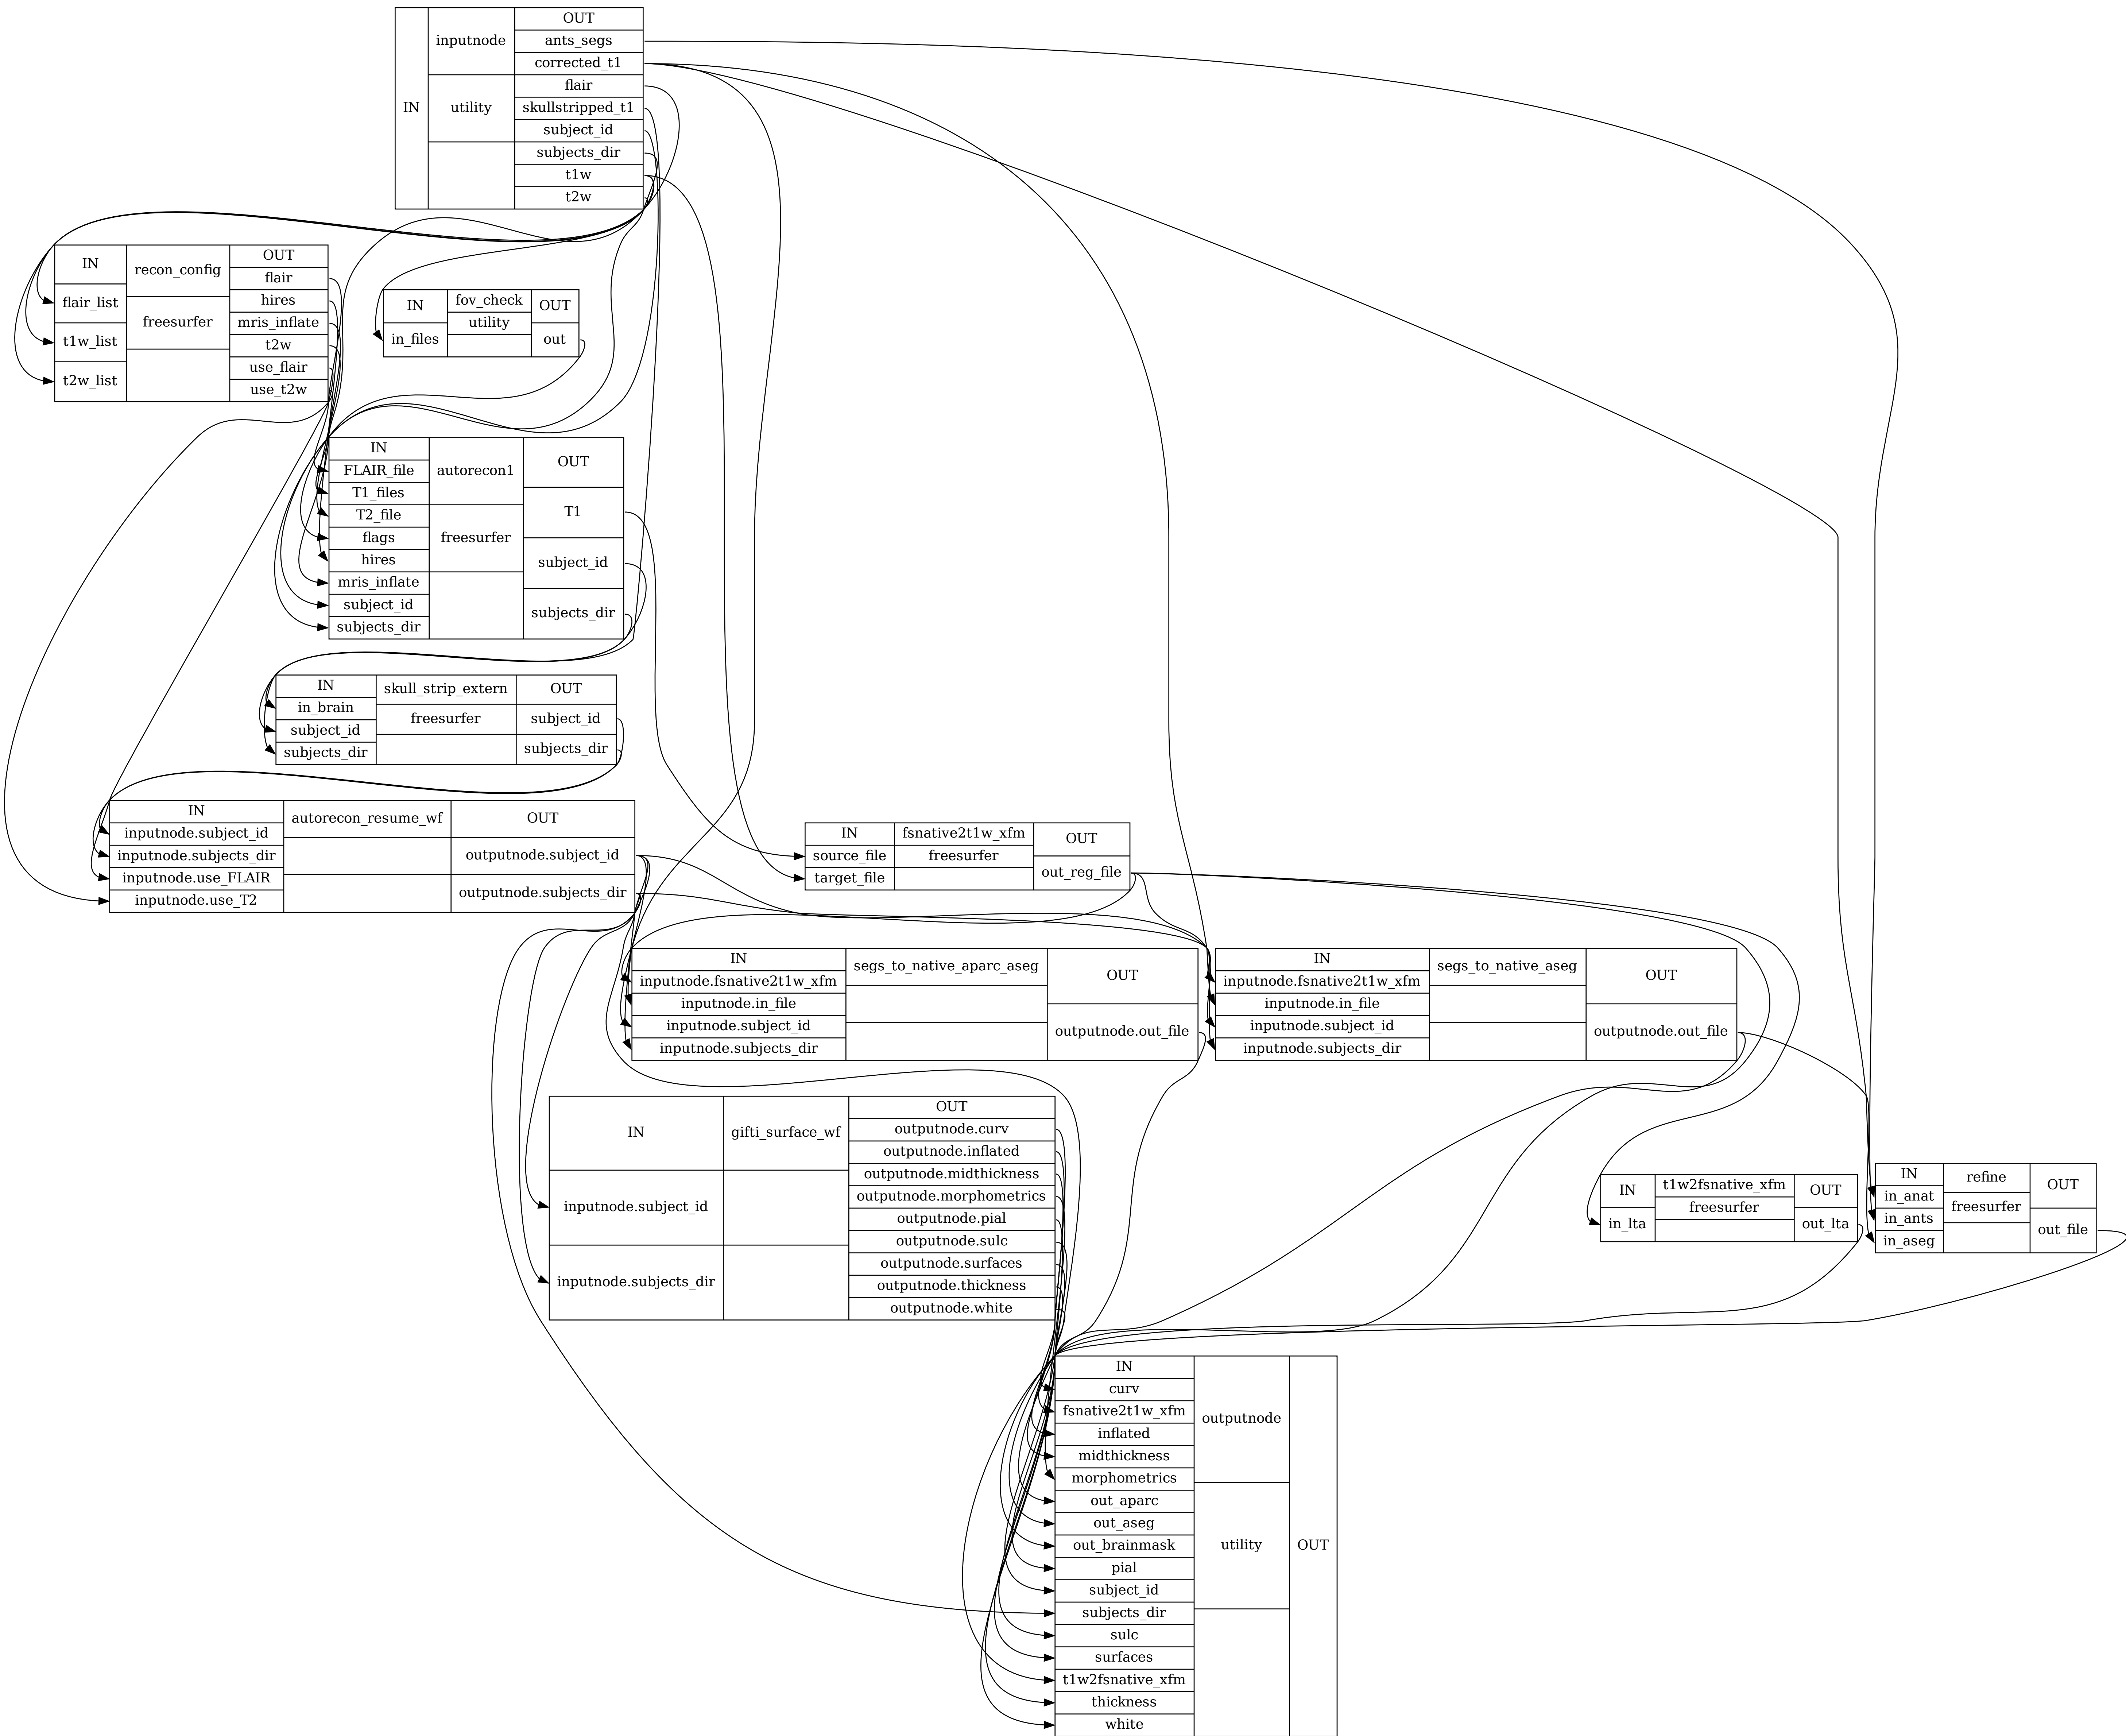 IN
inputnode
utility
OUT
ants_segs
corrected_t1
flair
skullstripped_t1
subject_id
subjects_dir
t1w
t2w
IN
flair_list
t1w_list
t2w_list
recon_config
freesurfer
OUT
flair
hires
mris_inflate
t2w
use_flair
use_t2w
IN
in_files
fov_check
utility
OUT
out
IN
FLAIR_file
T1_files
T2_file
flags
hires
mris_inflate
subject_id
subjects_dir
autorecon1
freesurfer
OUT
T1
subject_id
subjects_dir
IN
in_brain
subject_id
subjects_dir
skull_strip_extern
freesurfer
OUT
subject_id
subjects_dir
IN
inputnode.subject_id
inputnode.subjects_dir
inputnode.use_FLAIR
inputnode.use_T2
autorecon_resume_wf
OUT
outputnode.subject_id
outputnode.subjects_dir
IN
source_file
target_file
fsnative2t1w_xfm
freesurfer
OUT
out_reg_file
IN
inputnode.fsnative2t1w_xfm
inputnode.in_file
inputnode.subject_id
inputnode.subjects_dir
segs_to_native_aparc_aseg
OUT
outputnode.out_file
IN
inputnode.fsnative2t1w_xfm
inputnode.in_file
inputnode.subject_id
inputnode.subjects_dir
segs_to_native_aseg
OUT
outputnode.out_file
IN
inputnode.subject_id
inputnode.subjects_dir
gifti_surface_wf
OUT
outputnode.curv
outputnode.inflated
outputnode.midthickness
outputnode.morphometrics
outputnode.pial
outputnode.sulc
outputnode.surfaces
outputnode.thickness
outputnode.white
IN
in_lta
t1w2fsnative_xfm
freesurfer
OUT
out_lta
IN
in_anat
in_ants
in_aseg
refine
freesurfer
OUT
out_file
IN
curv
fsnative2t1w_xfm
inflated
midthickness
morphometrics
out_aparc
out_aseg
out_brainmask
pial
subject_id
subjects_dir
sulc
surfaces
t1w2fsnative_xfm
thickness
white
outputnode
utility
OUT